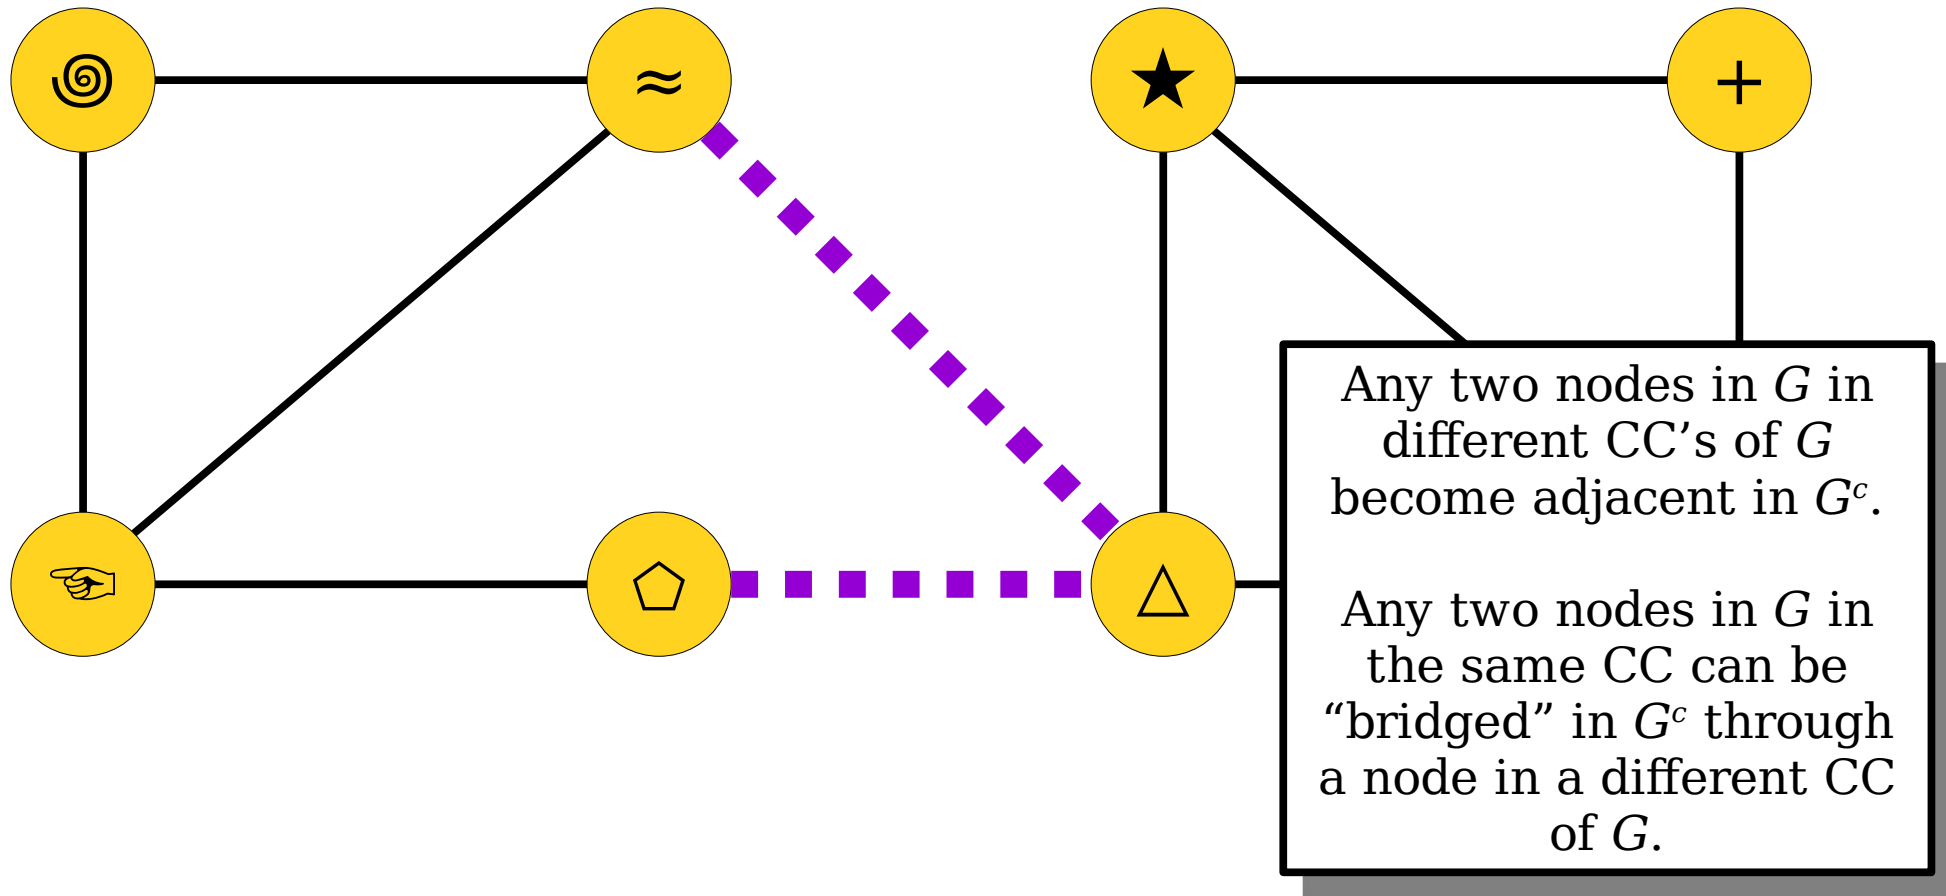 ≈
★
+
☜
⬠
△
Any two nodes in G in
different CC’s of G
become adjacent in Gᶜ.
Any two nodes in G in
the same CC can be
“bridged” in Gᶜ through
a node in a different CC
of G.